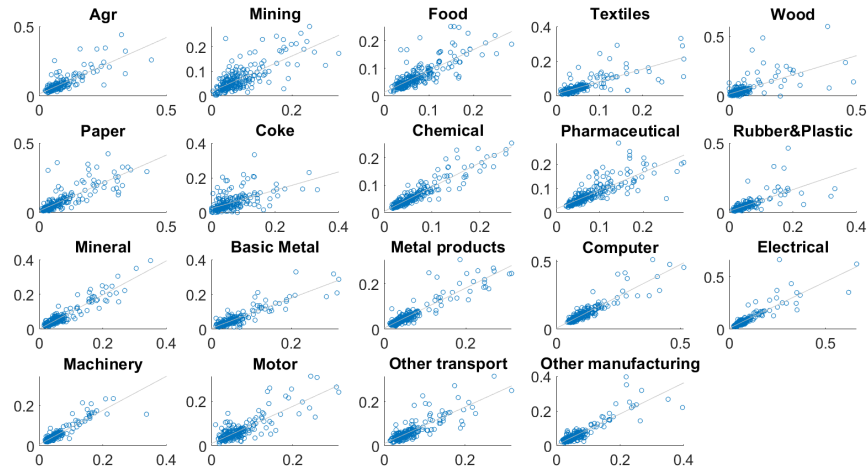 Agr
0.5
0
0 0.5
Mining
0.2
0.1
0
0 0.2
Food
0.2
0.1
0
0 0.1 0.2
Textiles
0.4
0.2
0
0 0.1 0.2
Wood
0.5
0
0 0.5
Paper
0.5
0
0 0.5
Coke
0.4
0.2
0
0 0.2 0.4
Chemical
0.2
0.1
0
0 0.1 0.2
Pharmaceutical
0.2
0.1
0
0 0.1 0.2
Rubber&Plastic
0.5
0
0 0.2 0.4
Mineral
0.4
0.2
0
0 0.2 0.4
Basic Metal
0.4
0.2
0
0 0.2
Metal products
0.2
0
0 0.2
Computer
0.5
0
0 0.5
Electrical
0.5
0
0 0.5
Machinery
0.2
0
0 0.2 0.4
Motor
0.2
0
0 0.2
Other transport
0.2
0
0 0.2
Other manufacturing
0.4
0.2
0
0 0.2 0.4